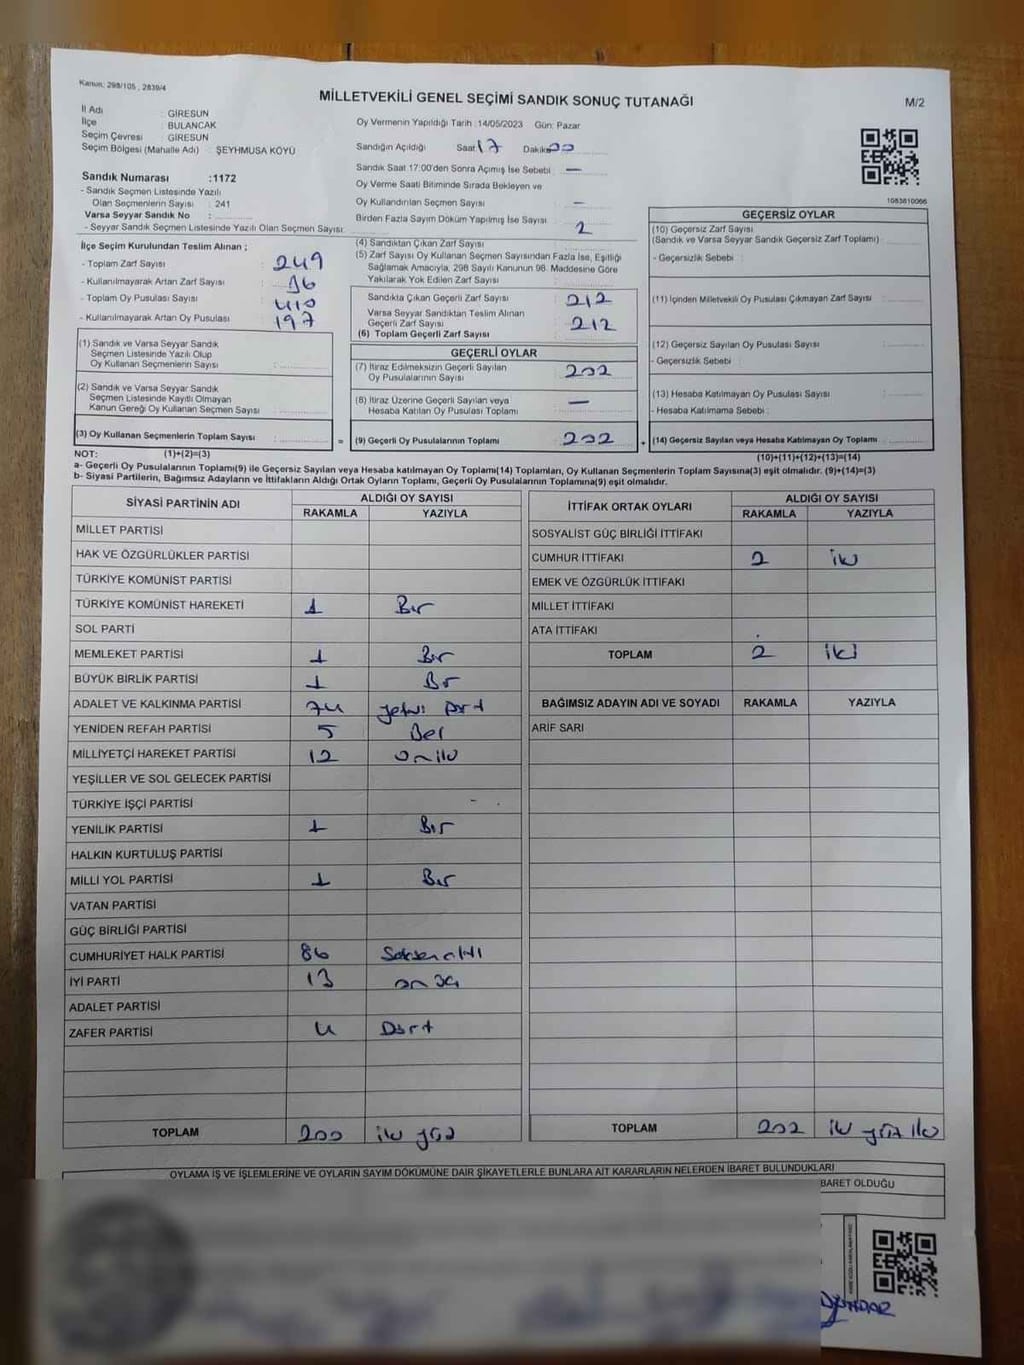 Kanun: 298/105 , 2839/4
MİLLETVEKİLİ GENEL SEÇİMİ SANDIK SONUÇ TUTANAĞI
M/2
İl Adı : GİRESUN
İlçe : BULANCAK
Seçim Çevresi : GİRESUN
Seçim Bölgesi (Mahalle Adı) : ŞEYHMUSA KÖYÜ
Sandık Numarası :1172
- Sandık Seçmen Listesinde Yazılı
Olan Seçmenlerin Sayısı : 241
Varsa Seyyar Sandık No :
- Seyyar Sandık Seçmen Listesinde Yazılı Olan Seçmen Sayısı:
Oy Vermenin Yapıldığı Tarih :14/05/2023 Gün: Pazar
Sandığın Açıldığı Saat 17 Dakika 00
Sandık Saat 17:00'den Sonra Açımış İse Sebebi : —
Oy Verme Saati Bitiminde Sırada Bekleyen ve
Oy Kullandırılan Seçmen Sayısı : –
Birden Fazla Sayım Döküm Yapılmış İse Sayısı : 2
1083610066
İlçe Seçim Kurulundan Teslim Alınan ;
- Toplam Zarf Sayısı : 249
- Kullanılmayarak Artan Zarf Sayısı : 36
- Toplam Oy Pusulası Sayısı : 410
- Kullanılmayarak Artan Oy Pusulası : 197
(1) Sandık ve Varsa Seyyar Sandık
Seçmen Listesinde Yazılı Olup
Oy Kullanan Seçmenlerin Sayısı :
(2) Sandık ve Varsa Seyyar Sandık
Seçmen Listesinde Kayıtlı Olmayan
Kanun Gereği Oy Kullanan Seçmen Sayısı :
(3) Oy Kullanan Seçmenlerin Toplam Sayısı :
(4) Sandıktan Çıkan Zarf Sayısı :
(5) Zarf Sayısı Oy Kullanan Seçmen Sayısından Fazla İse, Eşitliği
Sağlamak Amacıyla, 298 Sayılı Kanunun 98. Maddesine Göre
Yakılarak Yok Edilen Zarf Sayısı :
Sandıkta Çıkan Geçerli Zarf Sayısı : 212
Varsa Seyyar Sandıktan Teslim Alınan
Geçerli Zarf Sayısı : 212
(6) Toplam Geçerli Zarf Sayısı
GEÇERLİ OYLAR
(7) İtiraz Edilmeksizin Geçerli Sayılan
Oy Pusulalarının Sayısı : 202
(8) İtiraz Üzerine Geçerli Sayılan veya
Hesaba Katılan Oy Pusulası Toplamı : —
= (9) Geçerli Oy Pusulalarının Toplamı : 202
GEÇERSİZ OYLAR
(10) Geçersiz Zarf Sayısı
(Sandık ve Varsa Seyyar Sandık Geçersiz Zarf Toplamı) :
- Geçersizlik Sebebi :
(11) İçinden Milletvekili Oy Pusulası Çıkmayan Zarf Sayısı :
(12) Geçersiz Sayılan Oy Pusulası Sayısı :
- Geçersizlik Sebebi :
(13) Hesaba Katılmayan Oy Pusulası Sayısı :
- Hesaba Katılmama Sebebi :
+ (14) Geçersiz Sayılan veya Hesaba Katılmayan Oy Toplamı :
NOT: (1)+(2)=(3)
(10)+(11)+(12)+(13)=(14)
a- Geçerli Oy Pusulalarının Toplamı(9) ile Geçersiz Sayılan veya Hesaba katılmayan Oy Toplamı(14) Toplamları, Oy Kullanan Seçmenlerin Toplam Sayısına(3) eşit olmalıdır. (9)+(14)=(3)
b- Siyasi Partilerin, Bağımsız Adayların ve İttifakların Aldığı Ortak Oyların Toplamı, Geçerli Oy Pusulalarının Toplamına(9) eşit olmalıdır.
SİYASİ PARTİNİN ADI ALDIĞI OY SAYISI
RAKAMLA YAZIYLA
MİLLET PARTİSİ
HAK VE ÖZGÜRLÜKLER PARTİSİ
TÜRKİYE KOMÜNİST PARTİSİ
TÜRKİYE KOMÜNİST HAREKETİ 1 Bir
SOL PARTİ
MEMLEKET PARTİSİ 1 Bir
BÜYÜK BİRLİK PARTİSİ 1 Bir
ADALET VE KALKINMA PARTİSİ 74 yetmiş dört
YENİDEN REFAH PARTİSİ 5 Beş
MİLLİYETÇİ HAREKET PARTİSİ 12 on iki
YEŞİLLER VE SOL GELECEK PARTİSİ
TÜRKİYE İŞÇİ PARTİSİ
YENİLİK PARTİSİ 1 Bir
HALKIN KURTULUŞ PARTİSİ
MİLLİ YOL PARTİSİ 1 Bir
VATAN PARTİSİ
GÜÇ BİRLİĞİ PARTİSİ
CUMHURİYET HALK PARTİSİ 86 Seksen altı
İYİ PARTİ 13 on üç
ADALET PARTİSİ
ZAFER PARTİSİ 4 Dört
TOPLAM 200 iki yüz
İTTİFAK ORTAK OYLARI ALDIĞI OY SAYISI
RAKAMLA YAZIYLA
SOSYALİST GÜÇ BİRLİĞİ İTTİFAKI
CUMHUR İTTİFAKI 2 iki
EMEK VE ÖZGÜRLÜK İTTİFAKI
MİLLET İTTİFAKI
ATA İTTİFAKI
TOPLAM 2 iki
BAĞIMSIZ ADAYIN ADI VE SOYADI RAKAMLA YAZIYLA
ARİF SARI
TOPLAM 202 iki yüz iki
OYLAMA İŞ VE İŞLEMLERİNE VE OYLARIN SAYIM DÖKÜMÜNE DAİR ŞİKAYETLERLE BUNLARA AİT KARARLARIN NELERDEN İBARET BULUNDUKLARI
BARET OLDUĞU